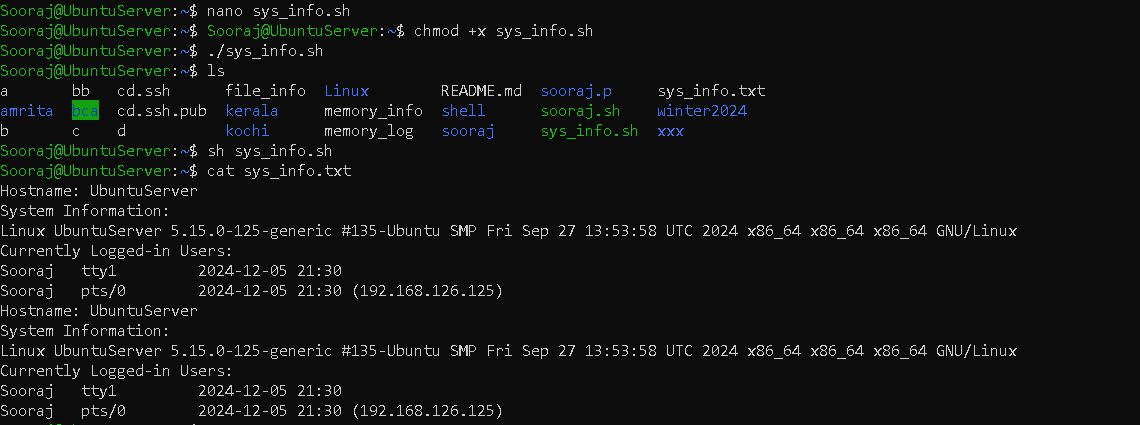 Sooraj@UbuntuServer:~$ nano sys_info.sh
Sooraj@UbuntuServer:~$ Sooraj@UbuntuServer:~$ chmod +x sys_info.sh
Sooraj@UbuntuServer:~$ ./sys_info.sh
Sooraj@UbuntuServer:~$ ls
a bb cd.ssh file_info Linux README.md sooraj.p sys_info.txt
amrita bda cd.ssh.pub kerala memory_info shell sooraj.sh winter2024
b c d kochi memory_log sooraj sys_info.sh xxx
Sooraj@UbuntuServer:~$ sh sys_info.sh
Sooraj@UbuntuServer:~$ cat sys_info.txt
Hostname: UbuntuServer
System Information:
Linux UbuntuServer 5.15.0-125-generic #135-Ubuntu SMP Fri Sep 27 13:53:58 UTC 2024 x86_64 x86_64 x86_64 GNU/Linux
Currently Logged-in Users:
Sooraj tty1 2024-12-05 21:30
Sooraj pts/0 2024-12-05 21:30 (192.168.126.125)
Hostname: UbuntuServer
System Information:
Linux UbuntuServer 5.15.0-125-generic #135-Ubuntu SMP Fri Sep 27 13:53:58 UTC 2024 x86_64 x86_64 x86_64 GNU/Linux
Currently Logged-in Users:
Sooraj tty1 2024-12-05 21:30
Sooraj pts/0 2024-12-05 21:30 (192.168.126.125)